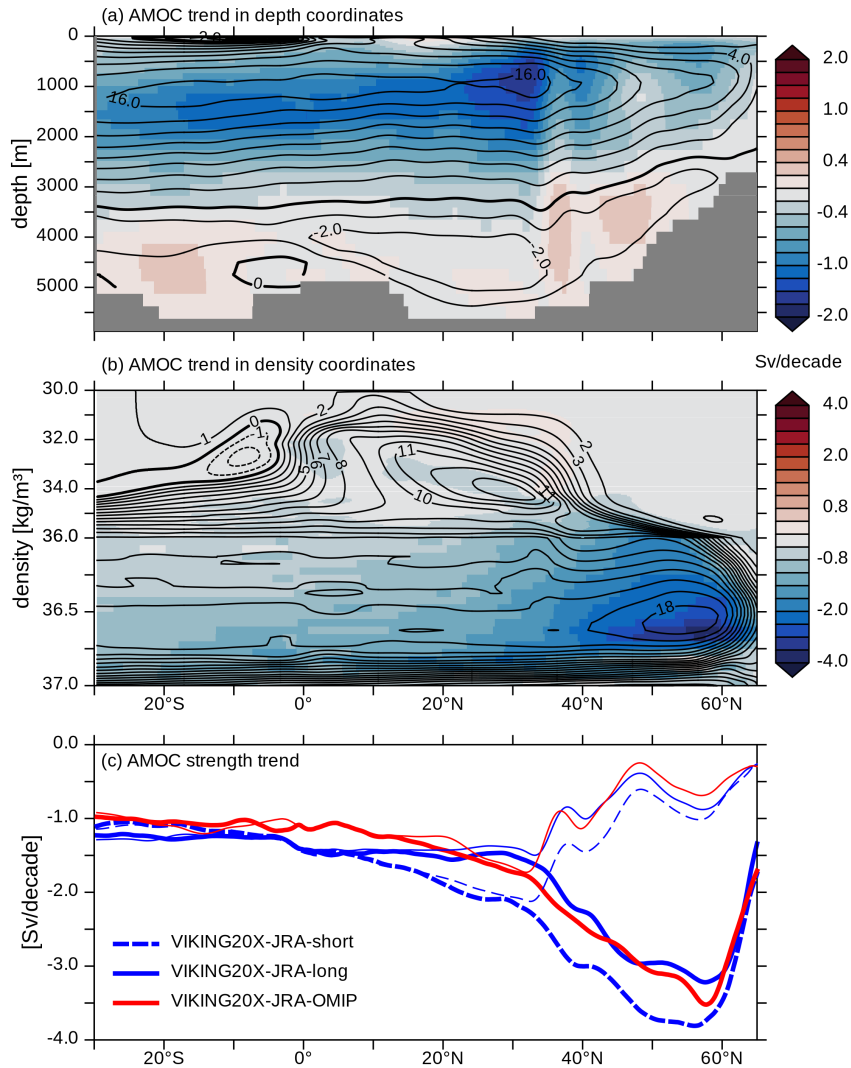 (a) AMOC trend in depth coordinates
0
1000
2000
3000
4000
5000
depth [m]
-2.0
16.0
16.0
4.0
-2.0
-2.0
0
2.0
1.0
0.4
-0.4
-1.0
-2.0
Sv/decade
(b) AMOC trend in density coordinates
30.0
32.0
34.0
36.0
36.5
37.0
density [kg/m³]
-1
0
1
2
5
6
7
8
11
10
11
2
3
18
4.0
2.0
0.8
-0.8
-2.0
-4.0
20°S
0°
20°N
40°N
60°N
(c) AMOC strength trend
0.0
-1.0
-2.0
-3.0
-4.0
[Sv/decade]
VIKING20X-JRA-short
VIKING20X-JRA-long
VIKING20X-JRA-OMIP
20°S
0°
20°N
40°N
60°N